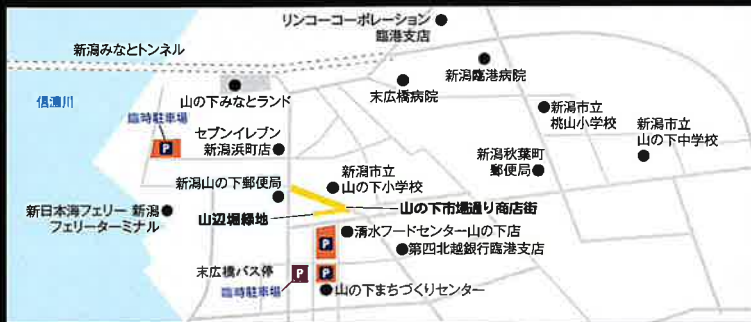 リンコーコーポレーション
臨港支店
新潟みなとトンネル
新潟臨港病院
信濃川
山の下みなとランド
末広橋病院
臨時駐車場
P
セブンイレブン
新潟浜町店
新潟市立
桃山小学校
新潟市立
山の下中学校
新潟秋葉町
郵便局
新潟山の下郵便局
新潟市立
山の下小学校
新日本海フェリー 新潟
フェリーターミナル
山辺堀緑地
山の下市場通り商店街
清水フードセンター山の下店
P
第四北越銀行臨港支店
末広橋バス停
P
P
臨時駐車場
山の下まちづくりセンター